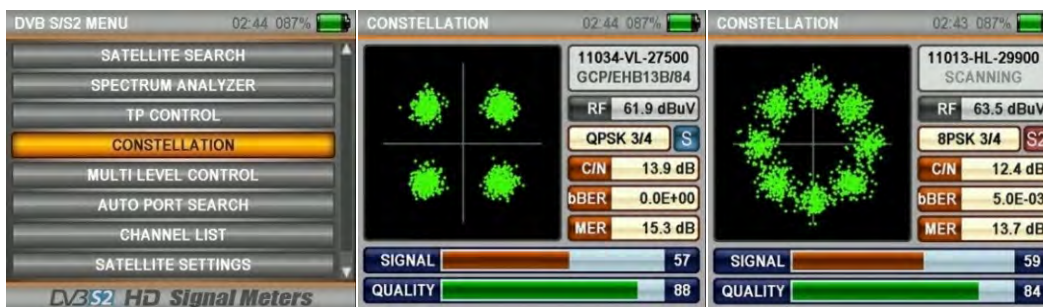 DVB S/S2 MENU 02:44 087%
SATELLITE SEARCH
SPECTRUM ANALYZER
TP CONTROL
CONSTELLATION
MULTI LEVEL CONTROL
AUTO PORT SEARCH
CHANNEL LIST
SATELLITE SETTINGS
DVB S2 HD Signal Meters
CONSTELLATION 02:44 087%
11034-VL-27500
GCP/EHB13B/84
RF 61.9 dBuV
QPSK 3/4 S
C/N 13.9 dB
bBER 0.0E+00
MER 15.3 dB
SIGNAL 57
QUALITY 88
CONSTELLATION 02:43 087%
11013-HL-29900
SCANNING
RF 63.5 dBuV
8PSK 3/4 S2
C/N 12.4 dB
bBER 5.0E-03
MER 13.7 dB
SIGNAL 59
QUALITY 84